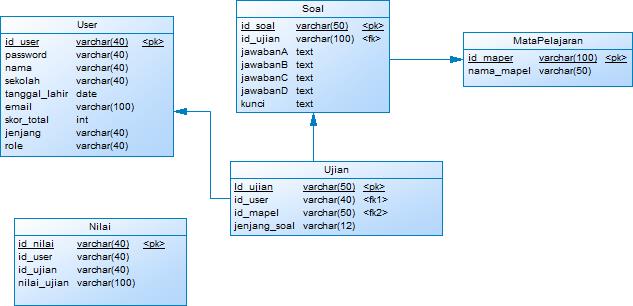 User
id_user varchar(40) <pk>
password varchar(40)
nama varchar(40)
sekolah varchar(40)
tanggal_lahir date
email varchar(100)
skor_total int
jenjang varchar(40)
role varchar(40)
Soal
id_soal varchar(50) <pk>
id_ujian varchar(100) <fk>
jawabanA text
jawabanB text
jawabanC text
jawabanD text
kunci text
MataPelajaran
id_maper varchar(100) <pk>
nama_mapel varchar(50)
Ujian
Id_ujian varchar(50) <pk>
id_user varchar(40) <fk1>
id_mapel varchar(50) <fk2>
jenjang_soal varchar(12)
Nilai
id_nilai varchar(40) <pk>
id_user varchar(40)
id_ujian varchar(40)
nilai_ujian varchar(100)